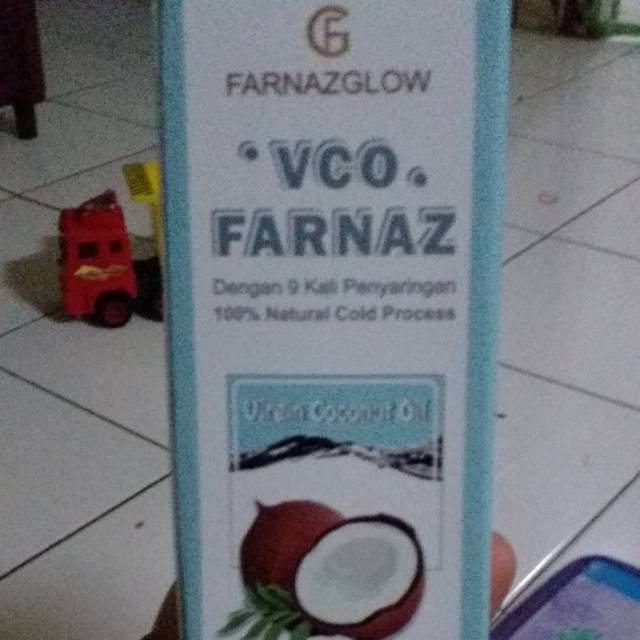 FARNAZGLOW
VCO
FARNAZ
Dengan 9 Kali Penyaringan
100% Natural Cold Process
Virgin Coconut Oil